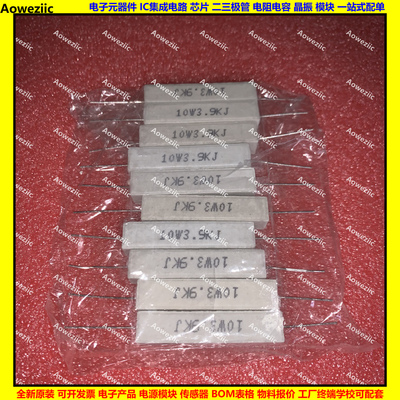 Aoweziic
电子元器件 IC集成电路 芯片 二三极管 电阻电容 晶振 模块 一站式配单
10W3.9KJ
10W3.9KJ
10W3.9KJ
10W3.9KJ
10W3.9KJ
10W3.9KJ
10W3.9KJ
10W3.9KJ
10W3.9KJ
10W3.9KJ
全新原装 可开发票 电子产品 电源模块 传感器 BOM表格 物料报价 工厂终端学校可配套